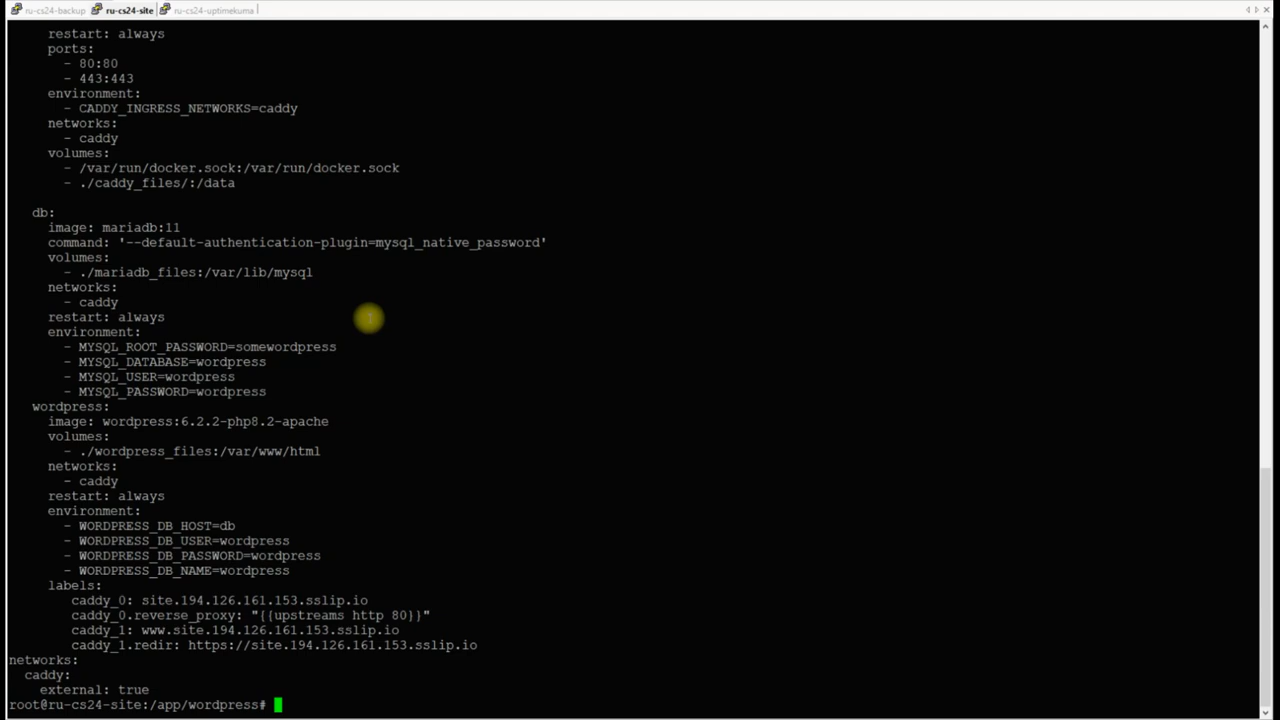 ru-cs24-backup ru-cs24-site ru-cs24-uptimekuma
restart: always
ports:
- 80:80
- 443:443
environment:
- CADDY_INGRESS_NETWORKS=caddy
networks:
- caddy
volumes:
- /var/run/docker.sock:/var/run/docker.sock
- ./caddy_files/:/data
db:
image: mariadb:11
command: '--default-authentication-plugin=mysql_native_password'
volumes:
- ./mariadb_files:/var/lib/mysql
networks:
- caddy
restart: always
environment:
- MYSQL_ROOT_PASSWORD=somewordpress
- MYSQL_DATABASE=wordpress
- MYSQL_USER=wordpress
- MYSQL_PASSWORD=wordpress
wordpress:
image: wordpress:6.2.2-php8.2-apache
volumes:
- ./wordpress_files:/var/www/html
networks:
- caddy
restart: always
environment:
- WORDPRESS_DB_HOST=db
- WORDPRESS_DB_USER=wordpress
- WORDPRESS_DB_PASSWORD=wordpress
- WORDPRESS_DB_NAME=wordpress
labels:
caddy_0: site.194.126.161.153.sslip.io
caddy_0.reverse_proxy: "{{upstreams http 80}}"
caddy_1: www.site.194.126.161.153.sslip.io
caddy_1.redir: https://site.194.126.161.153.sslip.io
networks:
caddy:
external: true
root@ru-cs24-site:/app/wordpress#